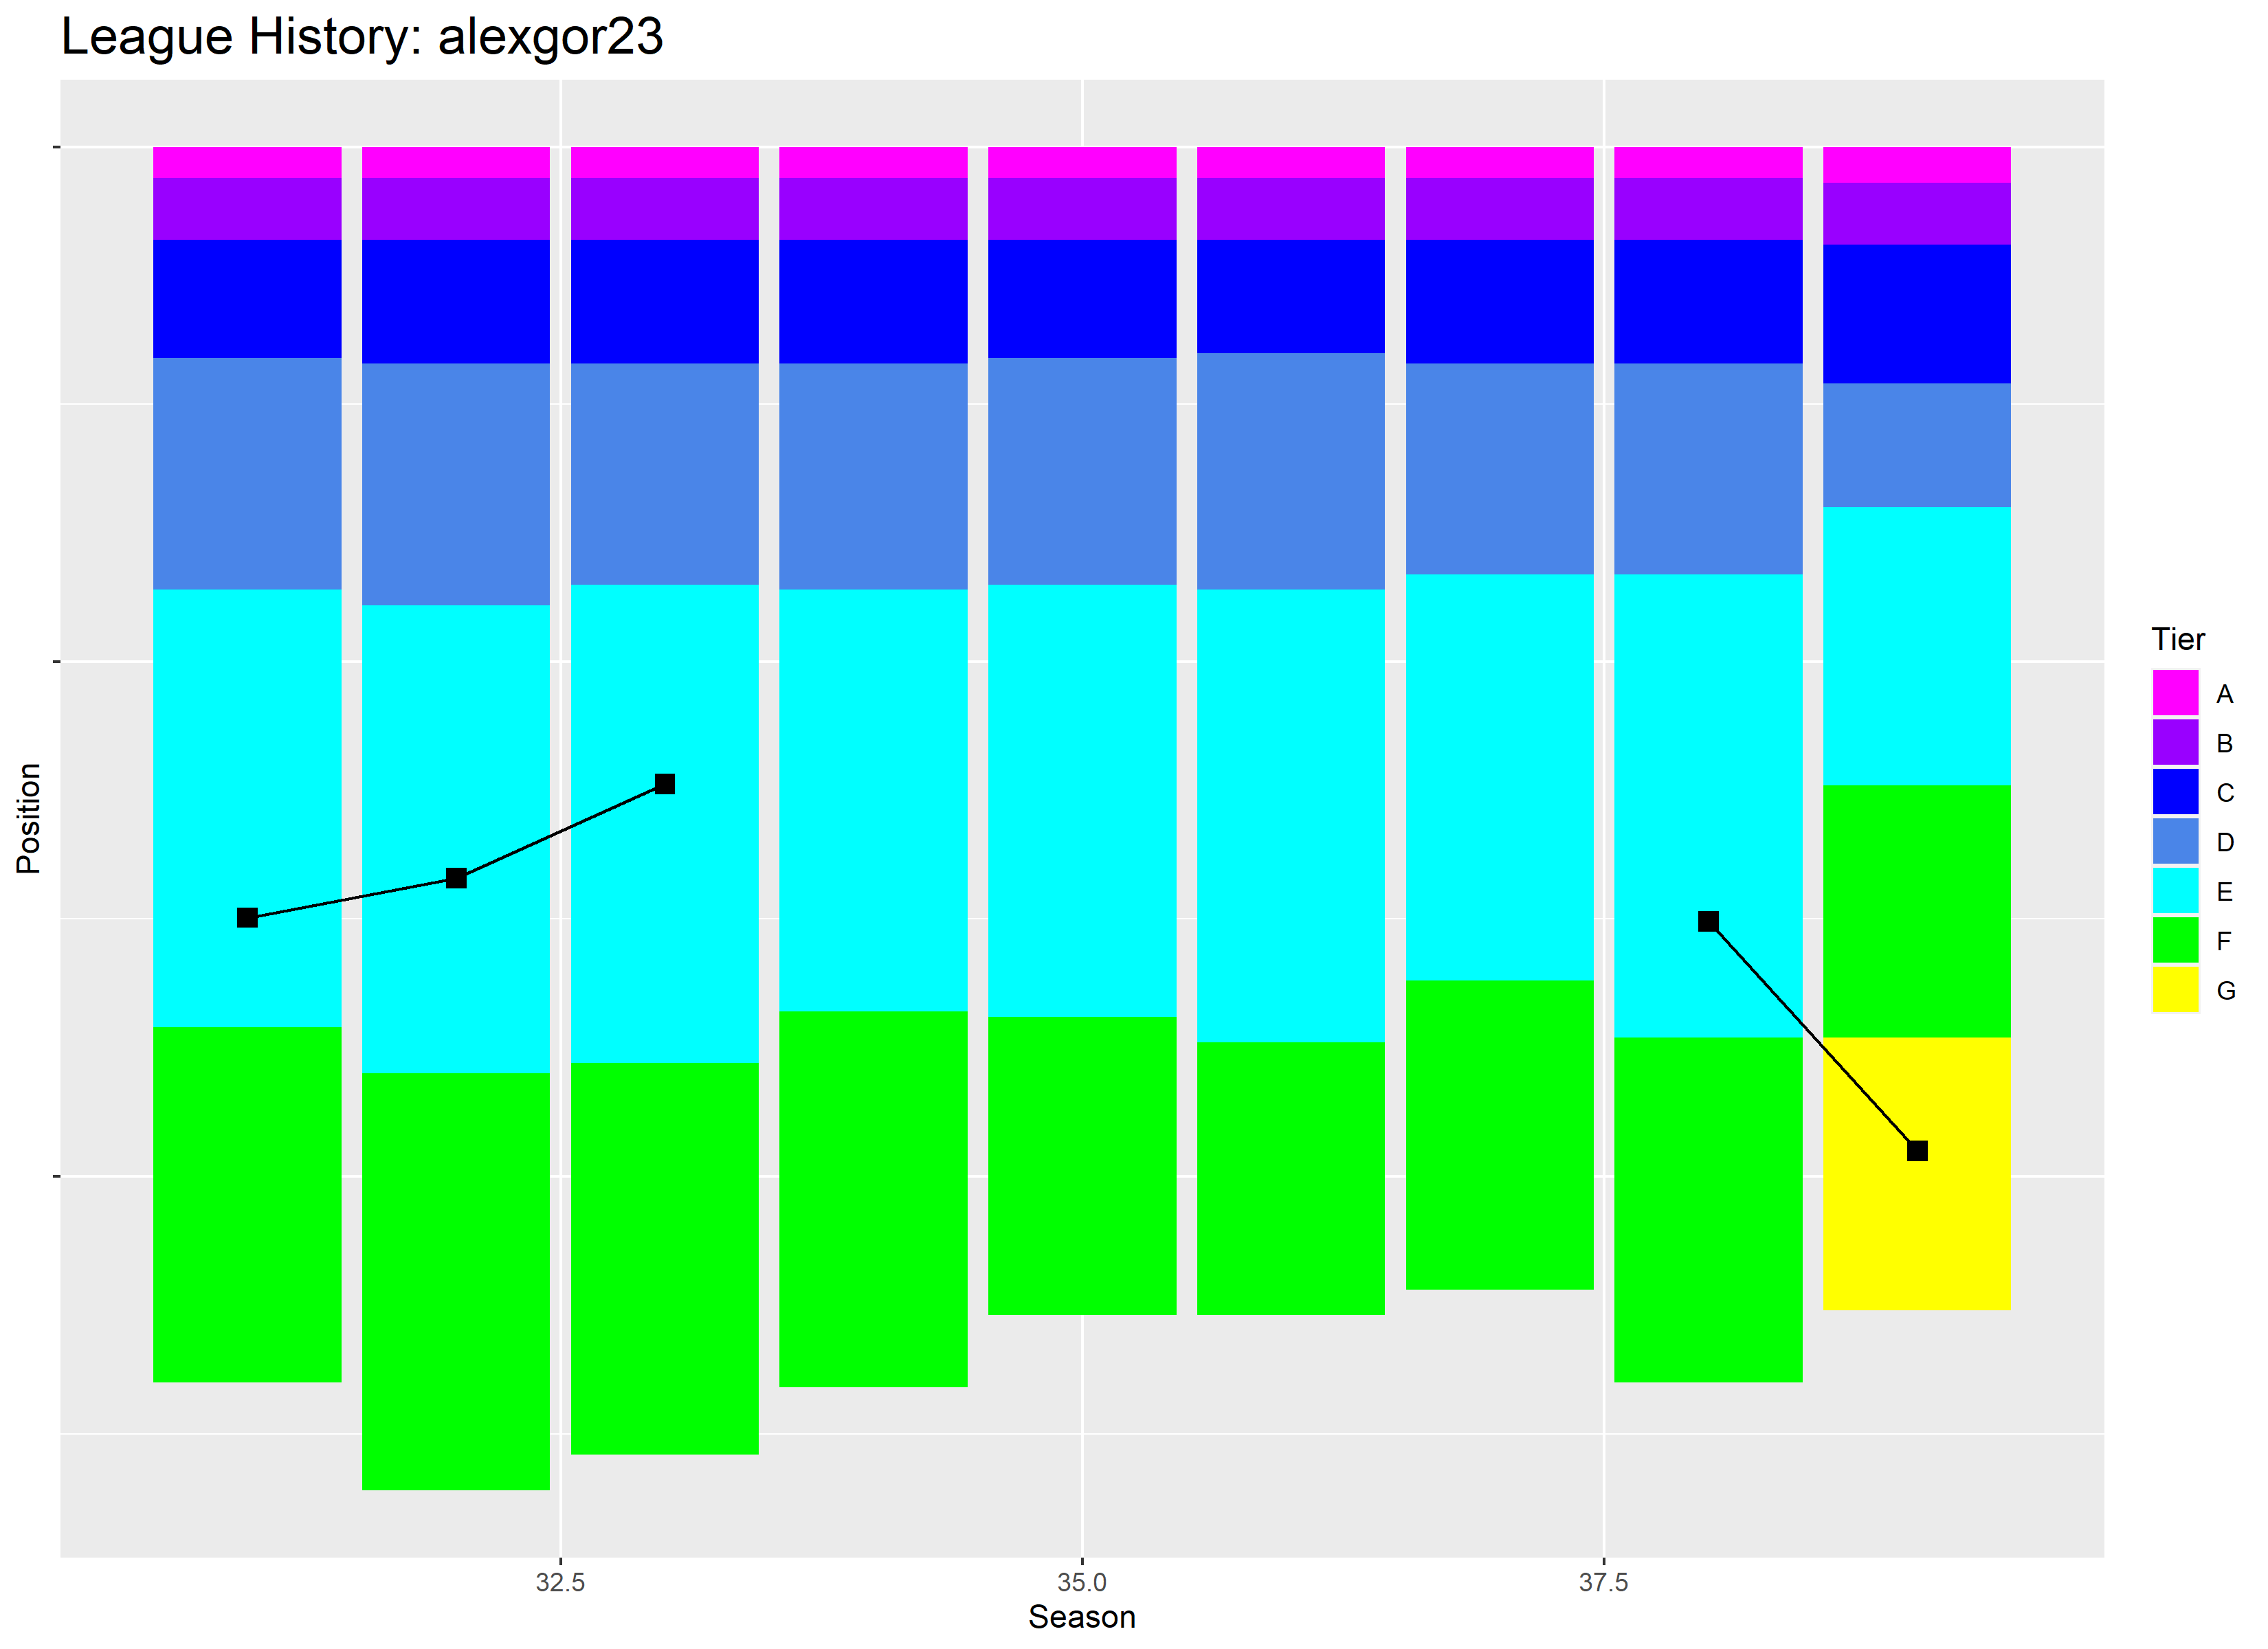 League History: alexgor23
Position
Tier
A
B
C
D
E
F
G
32.5
35.0
37.5
Season